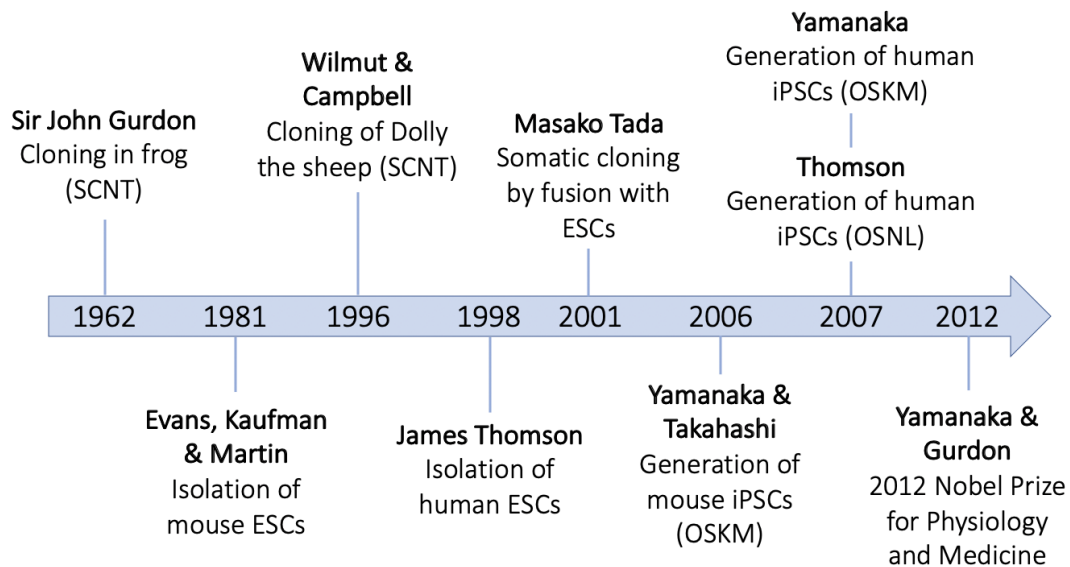 Sir John Gurdon
Cloning in frog
(SCNT)
Wilmut &
Campbell
Cloning of Dolly
the sheep (SCNT)
Masako Tada
Somatic cloning
by fusion with
ESCs
Yamanaka
Generation of human
iPSCs (OSKM)
Thomson
Generation of human
iPSCs (OSNL)
1962 1981 1996 1998 2001 2006 2007 2012
Evans, Kaufman
& Martin
Isolation of
mouse ESCs
James Thomson
Isolation of
human ESCs
Yamanaka &
Takahashi
Generation of
mouse iPSCs
(OSKM)
Yamanaka &
Gurdon
2012 Nobel Prize
for Physiology
and Medicine